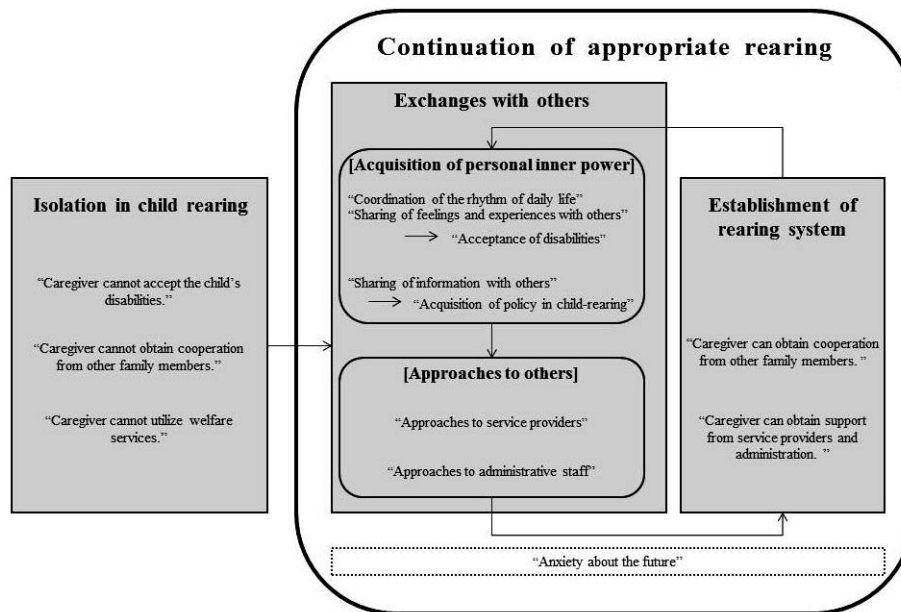 Continuation of appropriate rearing
Isolation in child rearing
“Caregiver cannot accept the child’s
disabilities.”
“Caregiver cannot obtain cooperation
from other family members.”
“Caregiver cannot utilize welfare
services.”
Exchanges with others
[Acquisition of personal inner power]
“Coordination of the rhythm of daily life”
“Sharing of feelings and experiences with others”
“Acceptance of disabilities”
“Sharing of information with others”
“Acquisition of policy in child-rearing”
[Approaches to others]
“Approaches to service providers”
“Approaches to administrative staff”
Establishment of
rearing system
“Caregiver can obtain cooperation
from other family members. ”
“Caregiver can obtain support
from service providers and
administration. ”
“Anxiety about the future”